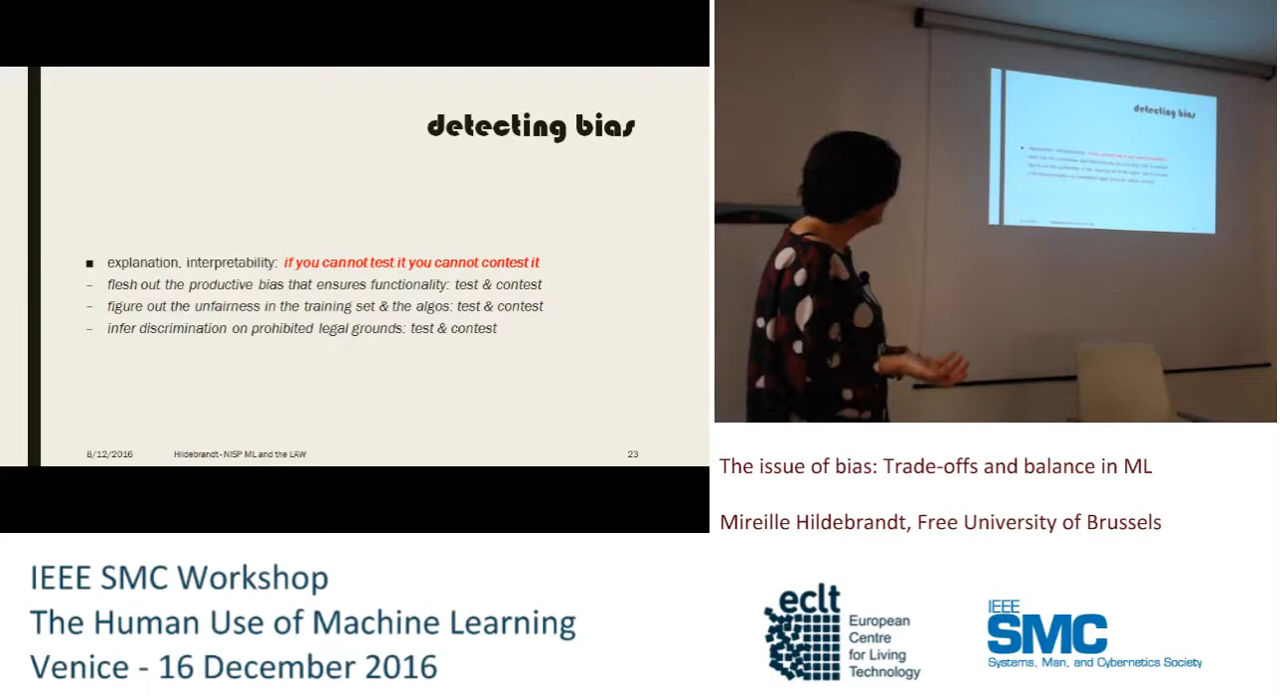 detecting bias
■ explanation, interpretability: if you cannot test it you cannot contest it
– flesh out the productive bias that ensures functionality: test & contest
– figure out the unfairness in the training set & the algos: test & contest
– infer discrimination on prohibited legal grounds: test & contest
8/12/2016 Hildebrandt- NISP ML and the LAW 23
detecting bias
The issue of bias: Trade-offs and balance in ML
Mireille Hildebrandt, Free University of Brussels
IEEE SMC Workshop
The Human Use of Machine Learning
Venice - 16 December 2016
eclt
European
Centre
for Living
Technology
IEEE
SMC
Systems, Man, and Cybernetics Society